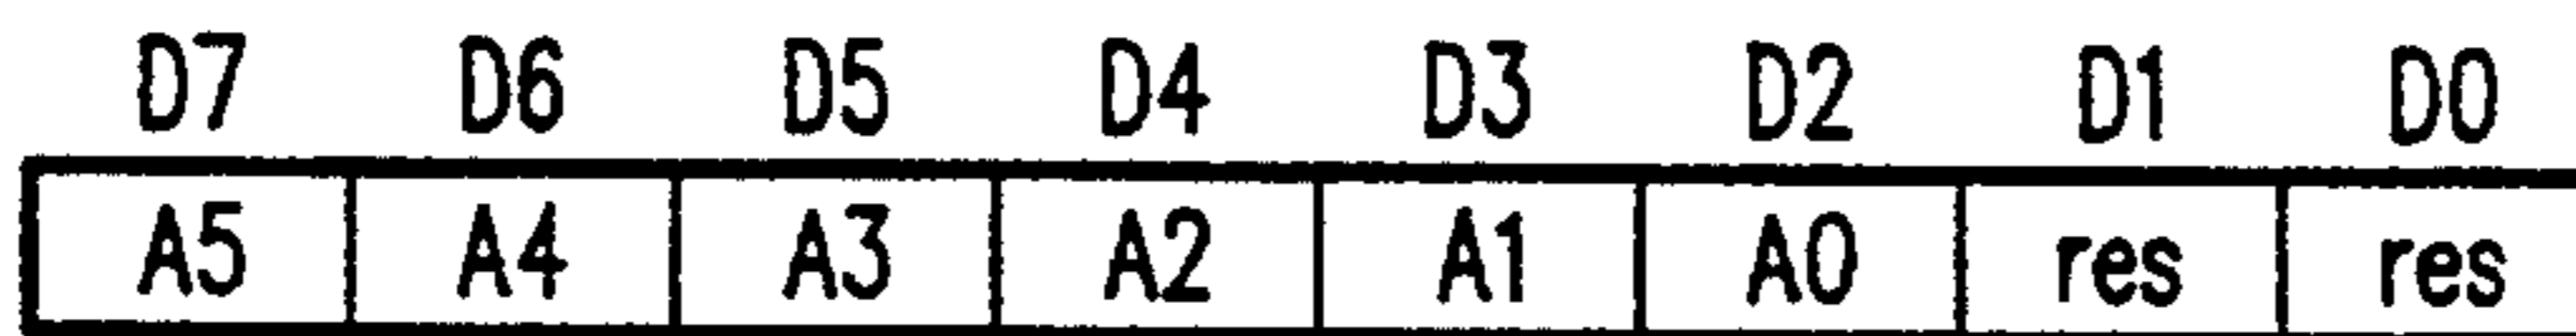 D7 D6 D5 D4 D3 D2 D1 D0
A5 A4 A3 A2 A1 A0 res res